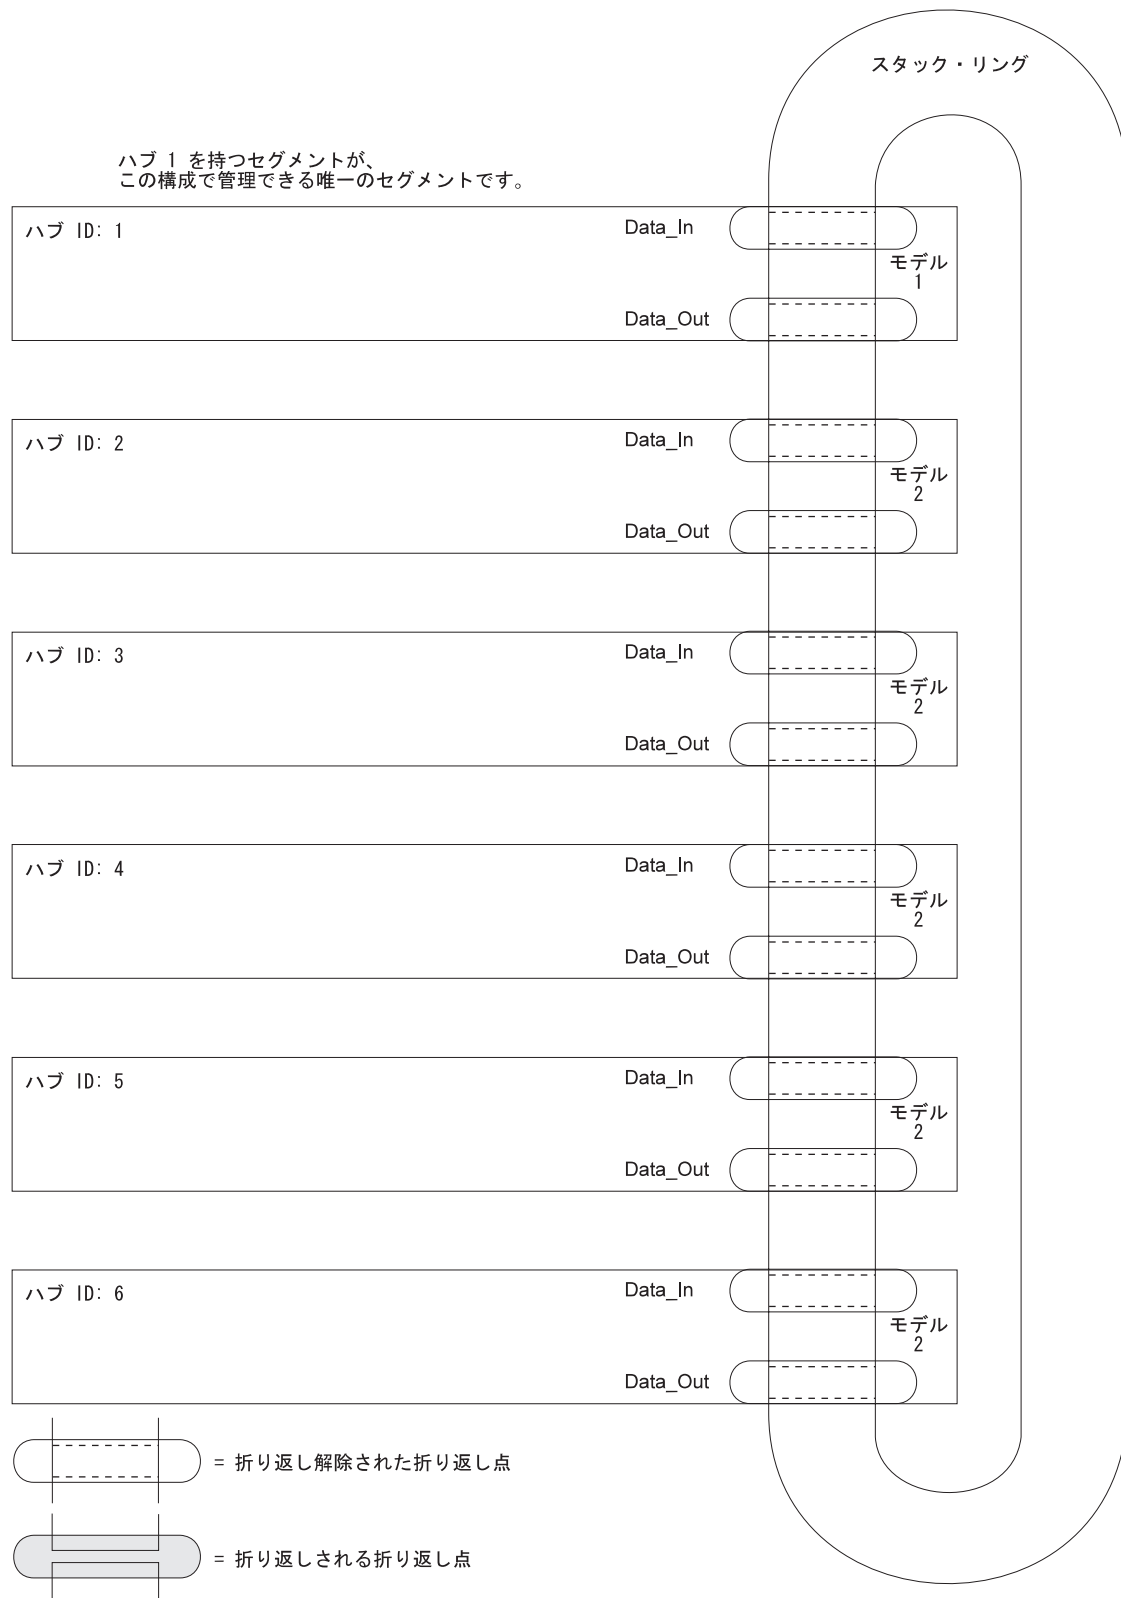 スタック・リング
ハブ 1 を持つセグメントが、
この構成で管理できる唯一のセグメントです。
ハブ ID: 1
Data_In
モデル
1
Data_Out
ハブ ID: 2
Data_In
モデル
2
Data_Out
ハブ ID: 3
Data_In
モデル
2
Data_Out
ハブ ID: 4
Data_In
モデル
2
Data_Out
ハブ ID: 5
Data_In
モデル
2
Data_Out
ハブ ID: 6
Data_In
モデル
2
Data_Out
= 折り返し解除された折り返し点
= 折り返しされる折り返し点